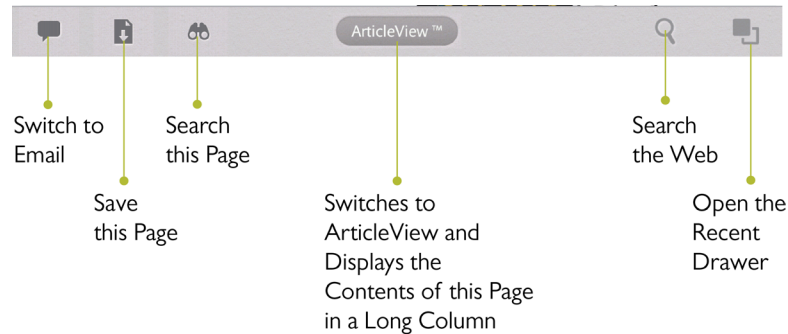 ArticleView ™
Switch to
Email
Search
this Page
Search
the Web
Save
this Page
Switches to
ArticleView and
Displays the
Contents of this Page
in a Long Column
Open the
Recent
Drawer